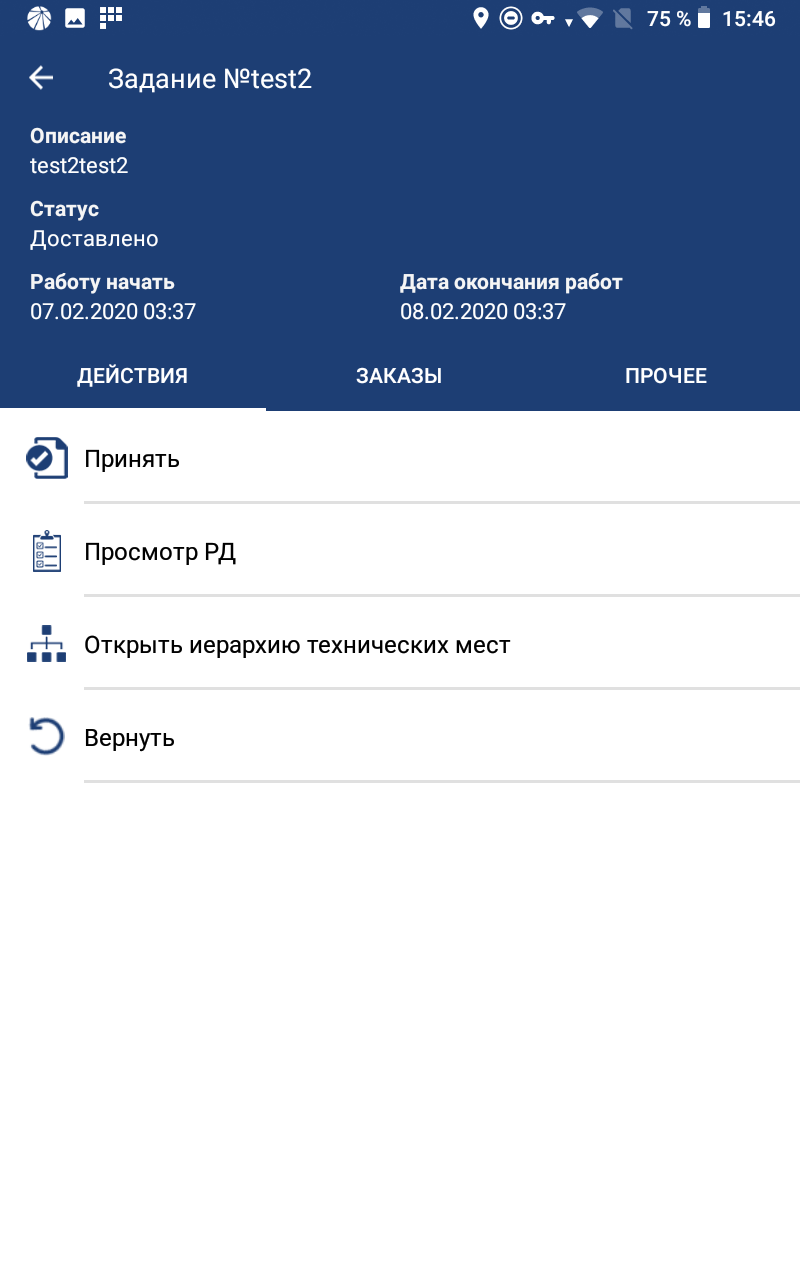 75 % 15:46
Задание №test2
Описание
test2test2
Статус
Доставлено
Работу начать Дата окончания работ
07.02.2020 03:37 08.02.2020 03:37
ДЕЙСТВИЯ ЗАКАЗЫ ПРОЧЕЕ
Принять
Просмотр РД
Открыть иерархию технических мест
Вернуть